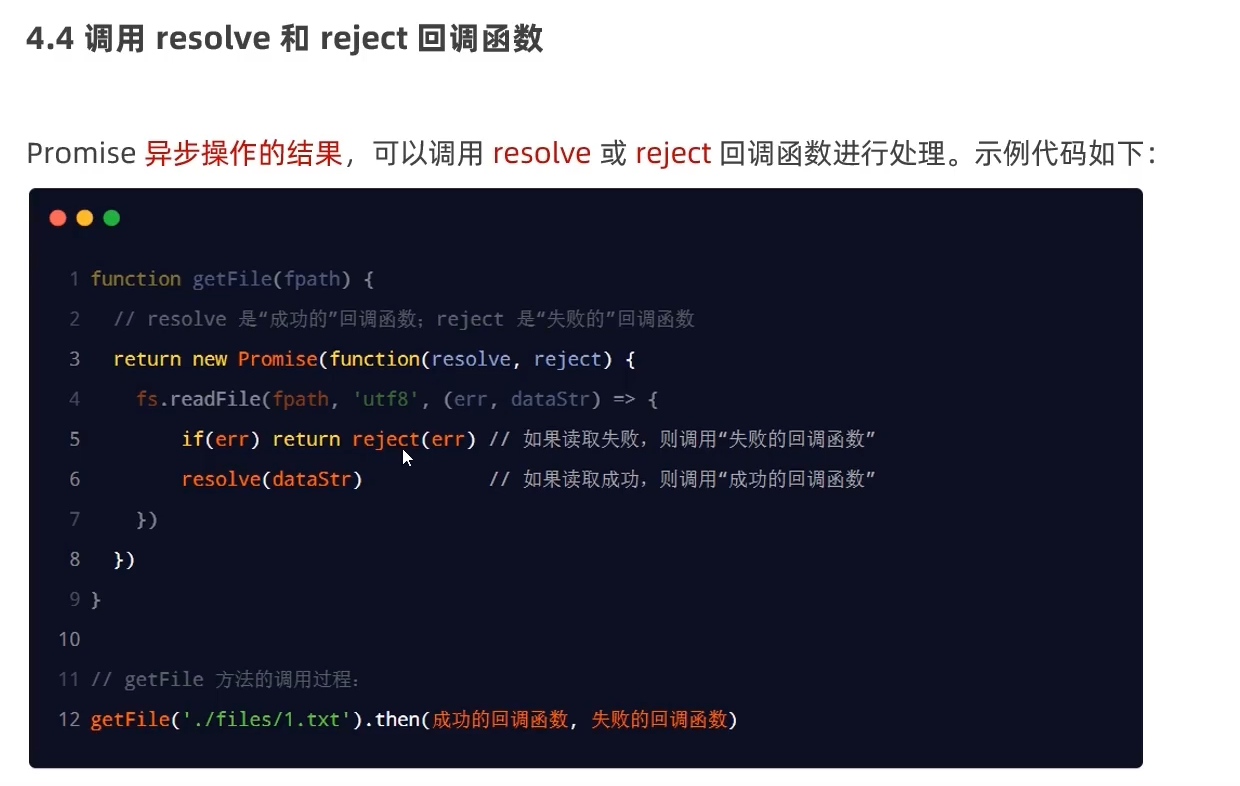 4.4 调用 resolve 和 reject 回调函数
Promise 异步操作的结果，可以调用 resolve 或 reject 回调函数进行处理。示例代码如下：
1 function getFile(fpath) {
2 // resolve 是“成功的”回调函数；reject 是“失败的”回调函数
3 return new Promise(function(resolve, reject) {
4 fs.readFile(fpath, 'utf8', (err, dataStr) => {
5 if(err) return reject(err) // 如果读取失败，则调用“失败的回调函数”
6 resolve(dataStr) // 如果读取成功，则调用“成功的回调函数”
7 })
8 })
9 }
10
11 // getFile 方法的调用过程：
12 getFile('./files/1.txt').then(成功的回调函数, 失败的回调函数)